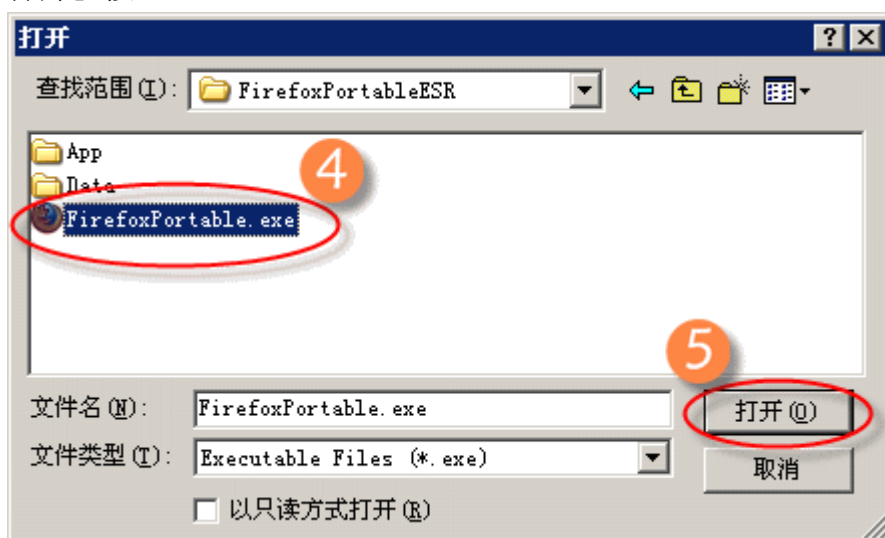 打开
查找范围(I): FirefoxPortableESR
App
4
Data
FirefoxPortable.exe
5
文件名(N): FirefoxPortable.exe 打开(O)
文件类型(T): Executable Files (*.exe) 取消
以只读方式打开(R)